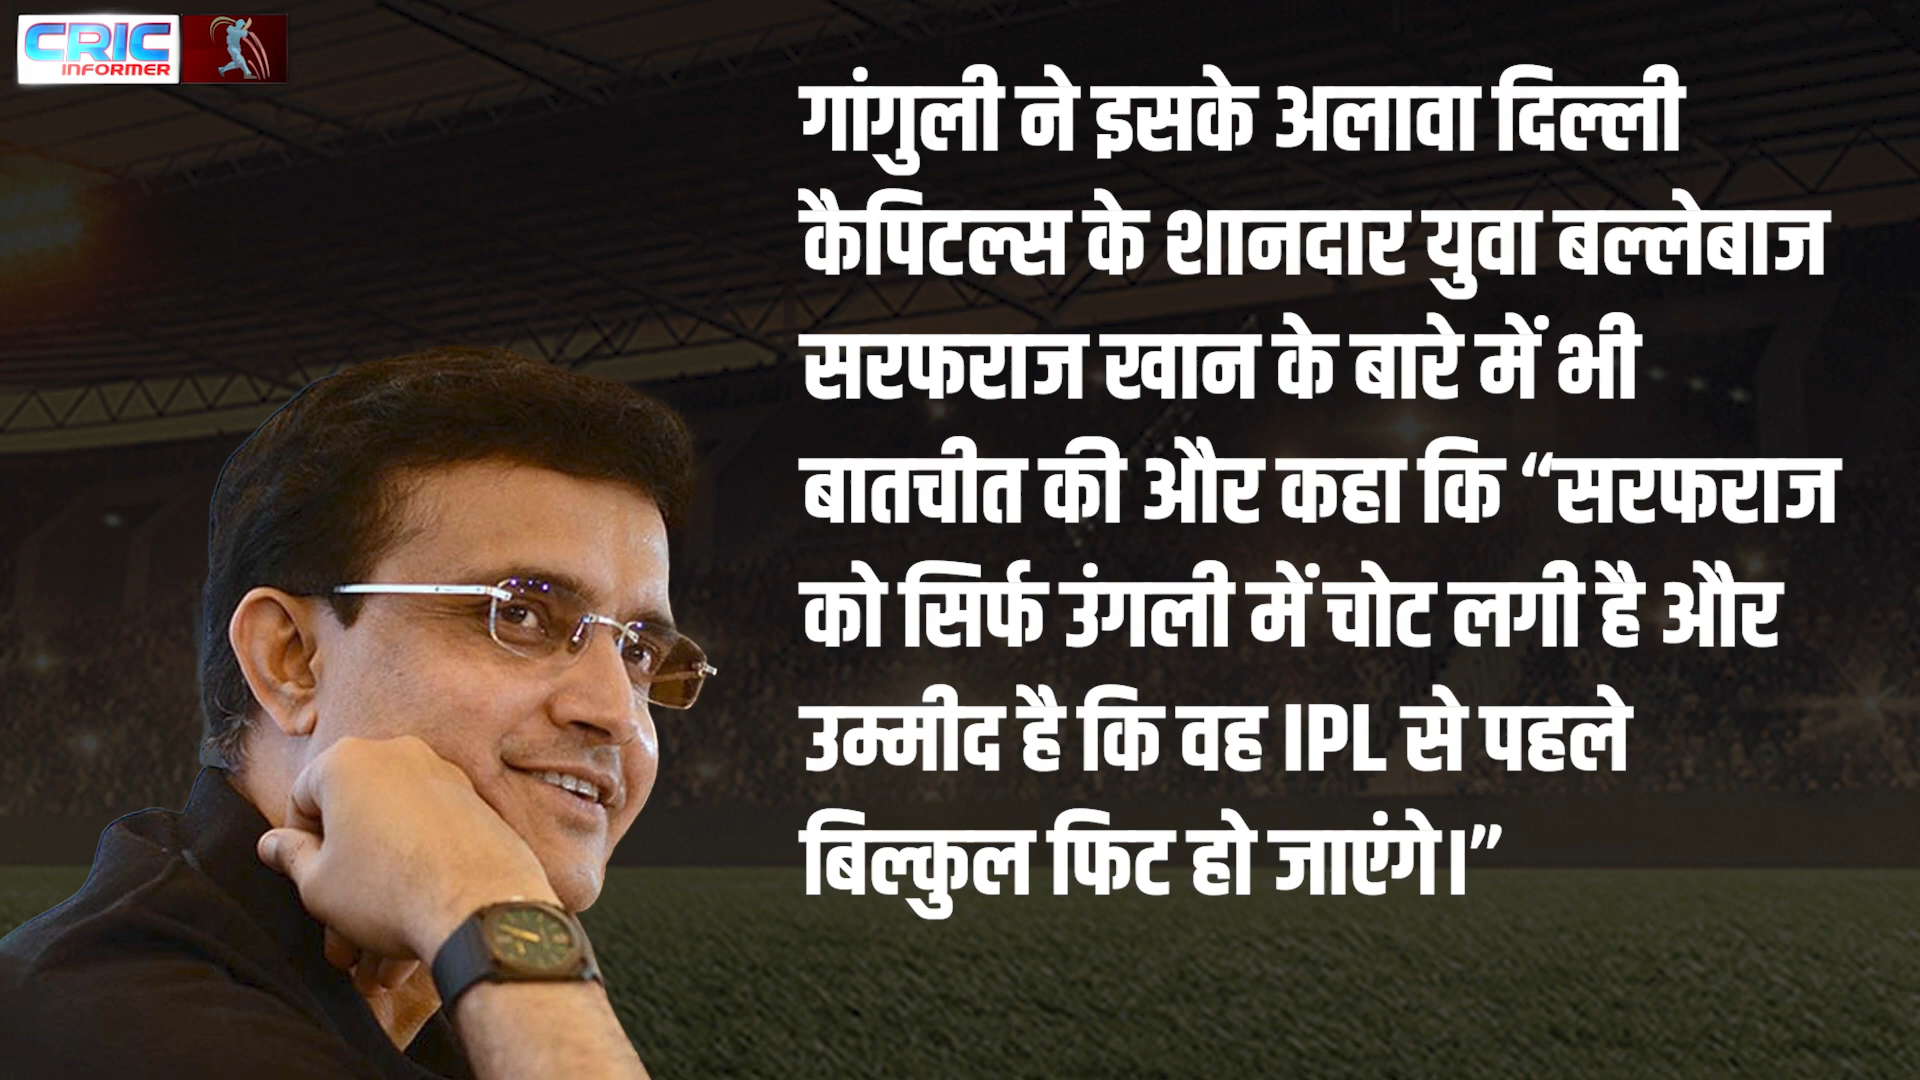 CRIC
INFORMER
गांगुली ने इसके अलावा दिल्ली
कैपिटल्स के शानदार युवा बल्लेबाज
सरफराज खान के बारे में भी
बातचीत की और कहा कि “सरफराज
को सिर्फ उंगली में चोट लगी है और
उम्मीद है कि वह IPL से पहले
बिल्कुल फिट हो जाएंगे।”